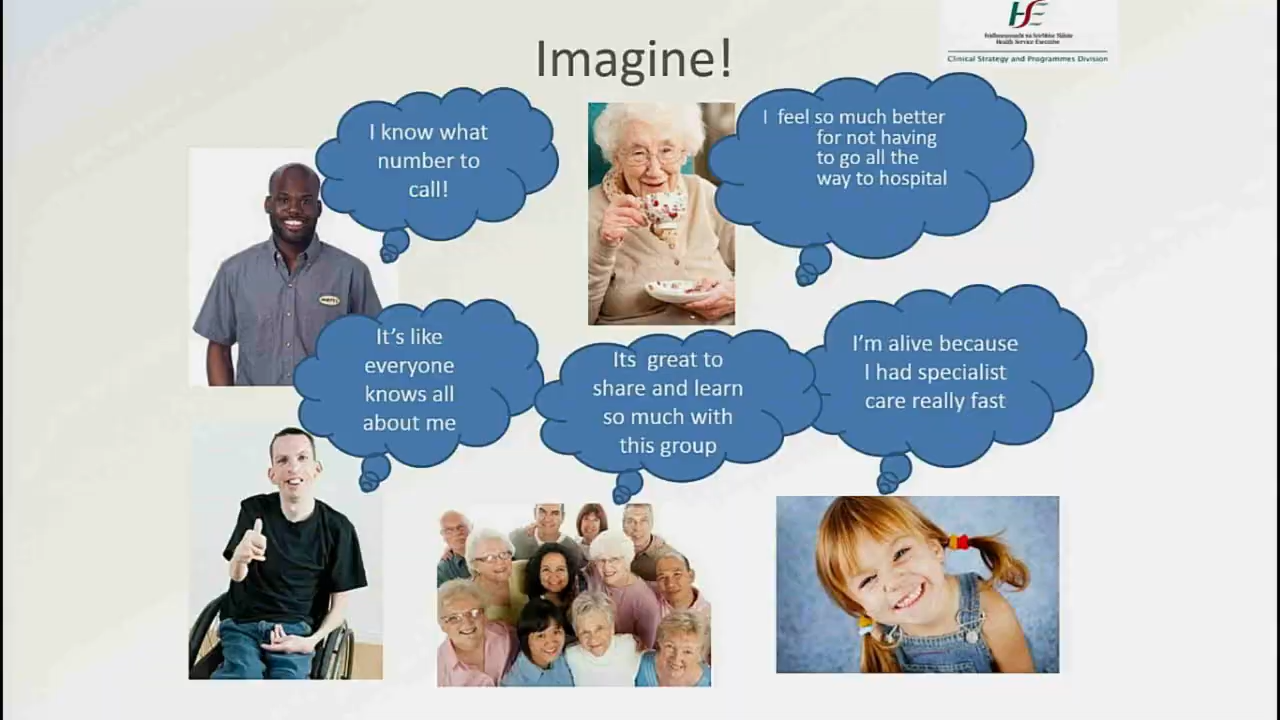 Imagine!
Health Service Executive
Clinical Strategy and Programmes Division
I know what
number to
call!
I feel so much better
for not having
to go all the
way to hospital
It's like
everyone
knows all
about me
Its great to
share and learn
so much with
this group
I'm alive because
I had specialist
care really fast